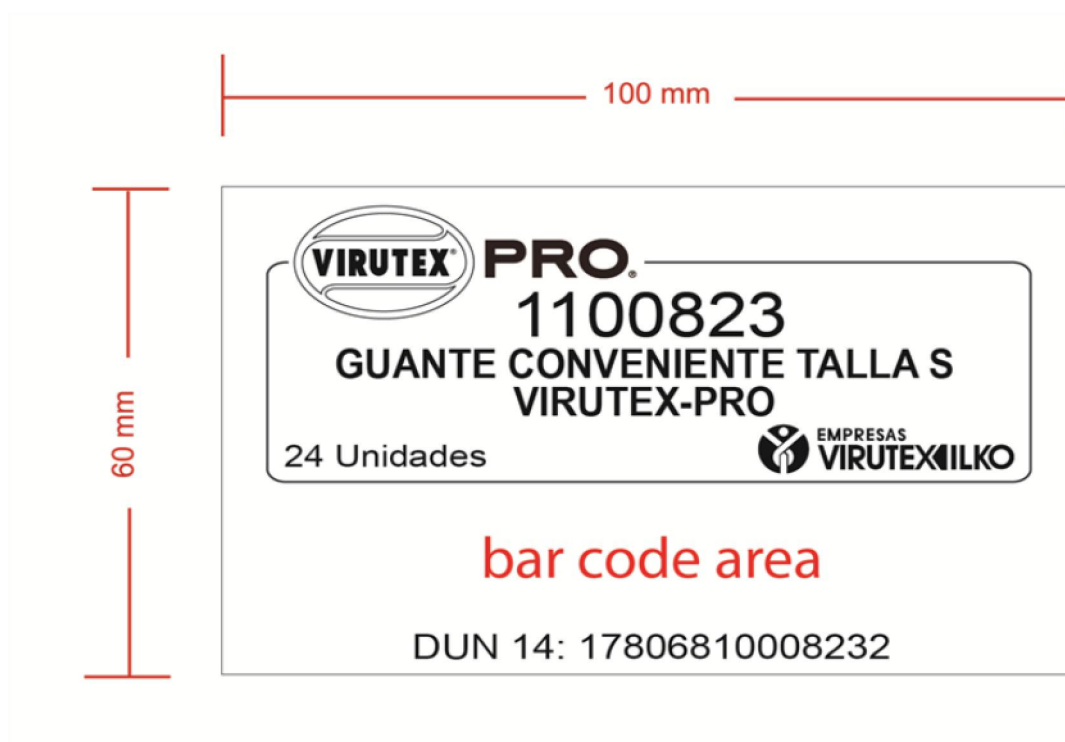 100 mm
60 mm
VIRUTEX® PRO®
1100823
GUANTE CONVENIENTE TALLA S
VIRUTEX-PRO
24 Unidades
EMPRESAS
VIRUTEX ILKO
bar code area
DUN 14: 17806810008232